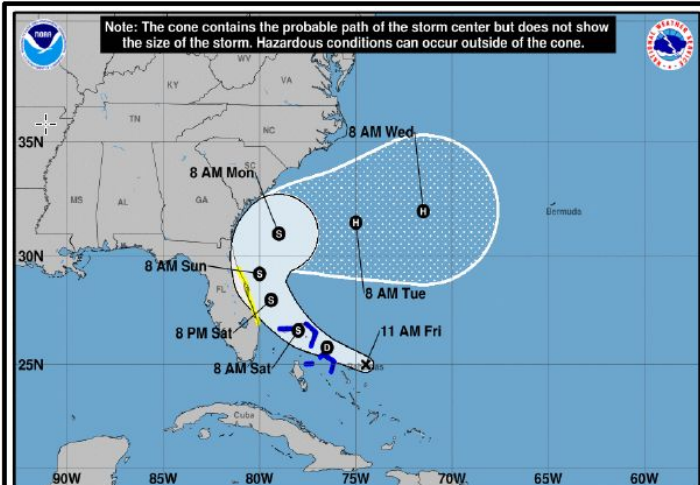 Note: The cone contains the probable path of the storm center but does not show
the size of the storm. Hazardous conditions can occur outside of the cone.
NOAA
WV
KY
VA
8 AM Wed
TN
NC
35N
8 AM Mon
SC
MS
AL
GA
H
Bermuda
S
H
30N
8 AM Sun
S
8 AM Tue
FL
S
8 PM Sat
11 AM Fri
S
D
25N
8 AM Sat
Cuba
90W
85W
80W
75W
70W
65W
60W